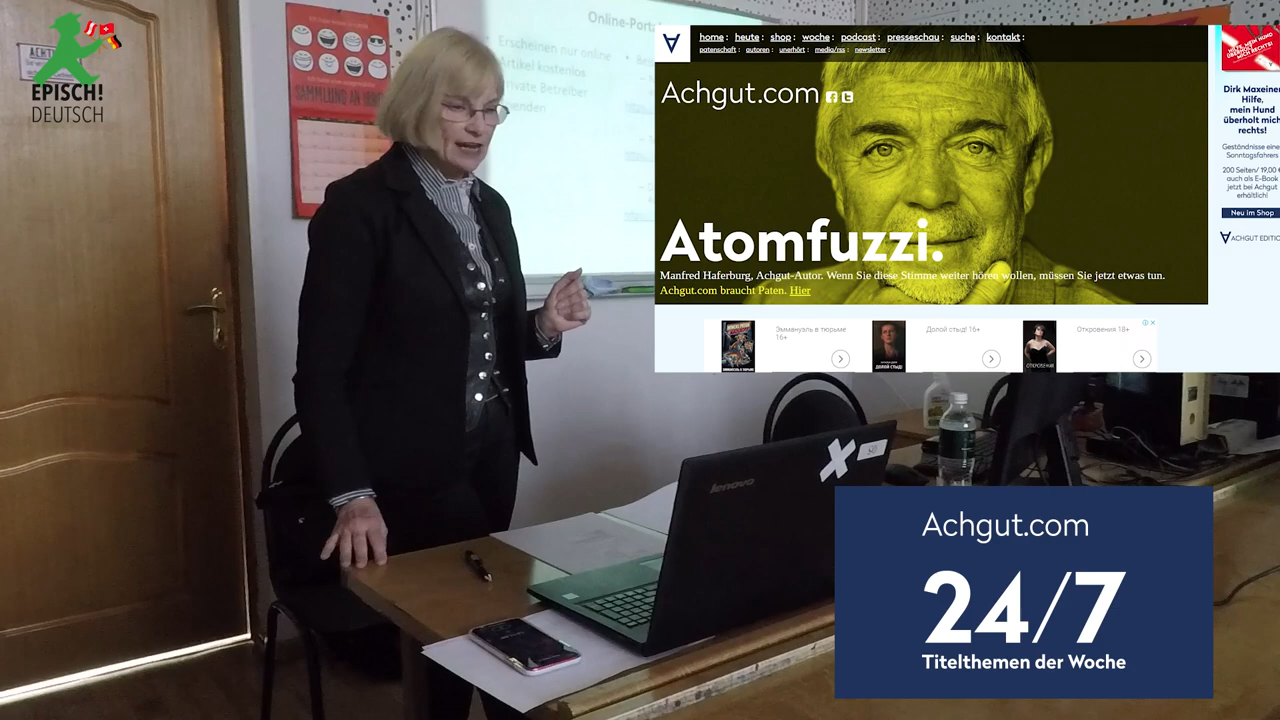 EPISCH!
DEUTSCH
SAMMLUNG AN
Online-Portal
Erscheinen nur online
Artikel kostenlos
private Betreiber
lenovo
home : heute : shop : woche : podcast : presseschau : suche : kontakt :
patenschaft : autoren : unerhört : media/rss : newsletter :
Achgut.com
Atomfuzzi.
Manfred Haferburg, Achgut-Autor. Wenn Sie diese Stimme weiter hören wollen, müssen Sie jetzt etwas tun.
Achgut.com braucht Paten. Hier
Эммануэль в тюрьме
16+
Долой стыд! 16+
Откровения 18+
Dirk Maxeiner
Hilfe,
mein Hund
überholt mich
rechts!
Geständnisse eines
Sonntagsfahrers
200 Seiten/ 19,00 €
auch als E-Book
jetzt bei Achgut
erhältlich!
Neu im Shop
ACHGUT EDITIO
Achgut.com
24/7
Titelthemen der Woche